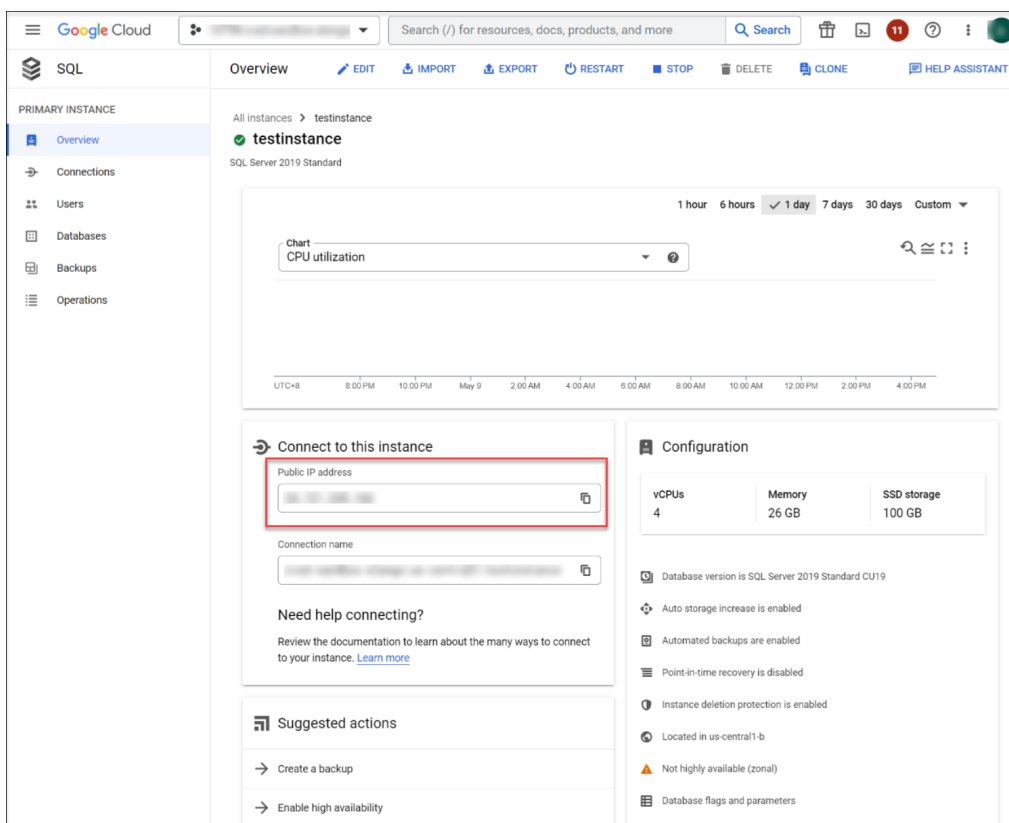 Google Cloud
Search (/) for resources, docs, products, and more
Search
11
SQL
Overview
EDIT
IMPORT
EXPORT
RESTART
STOP
DELETE
CLONE
HELP ASSISTANT
PRIMARY INSTANCE
Overview
Connections
Users
Databases
Backups
Operations
All instances > testinstance
testinstance
SQL Server 2019 Standard
1 hour 6 hours 1 day 7 days 30 days Custom
Chart
CPU utilization
UTC+8 8:00 PM 10:00 PM May 9 2:00 AM 4:00 AM 6:00 AM 8:00 AM 10:00 AM 12:00 PM 2:00 PM 4:00 PM
Connect to this instance
Public IP address
Connection name
Need help connecting?
Review the documentation to learn about the many ways to connect
to your instance. Learn more
Suggested actions
Create a backup
Enable high availability
Configuration
vCPUs Memory SSD storage
4 26 GB 100 GB
Database version is SQL Server 2019 Standard CU19
Auto storage increase is enabled
Automated backups are enabled
Point-in-time recovery is disabled
Instance deletion protection is enabled
Located in us-central1-b
Not highly available (zonal)
Database flags and parameters